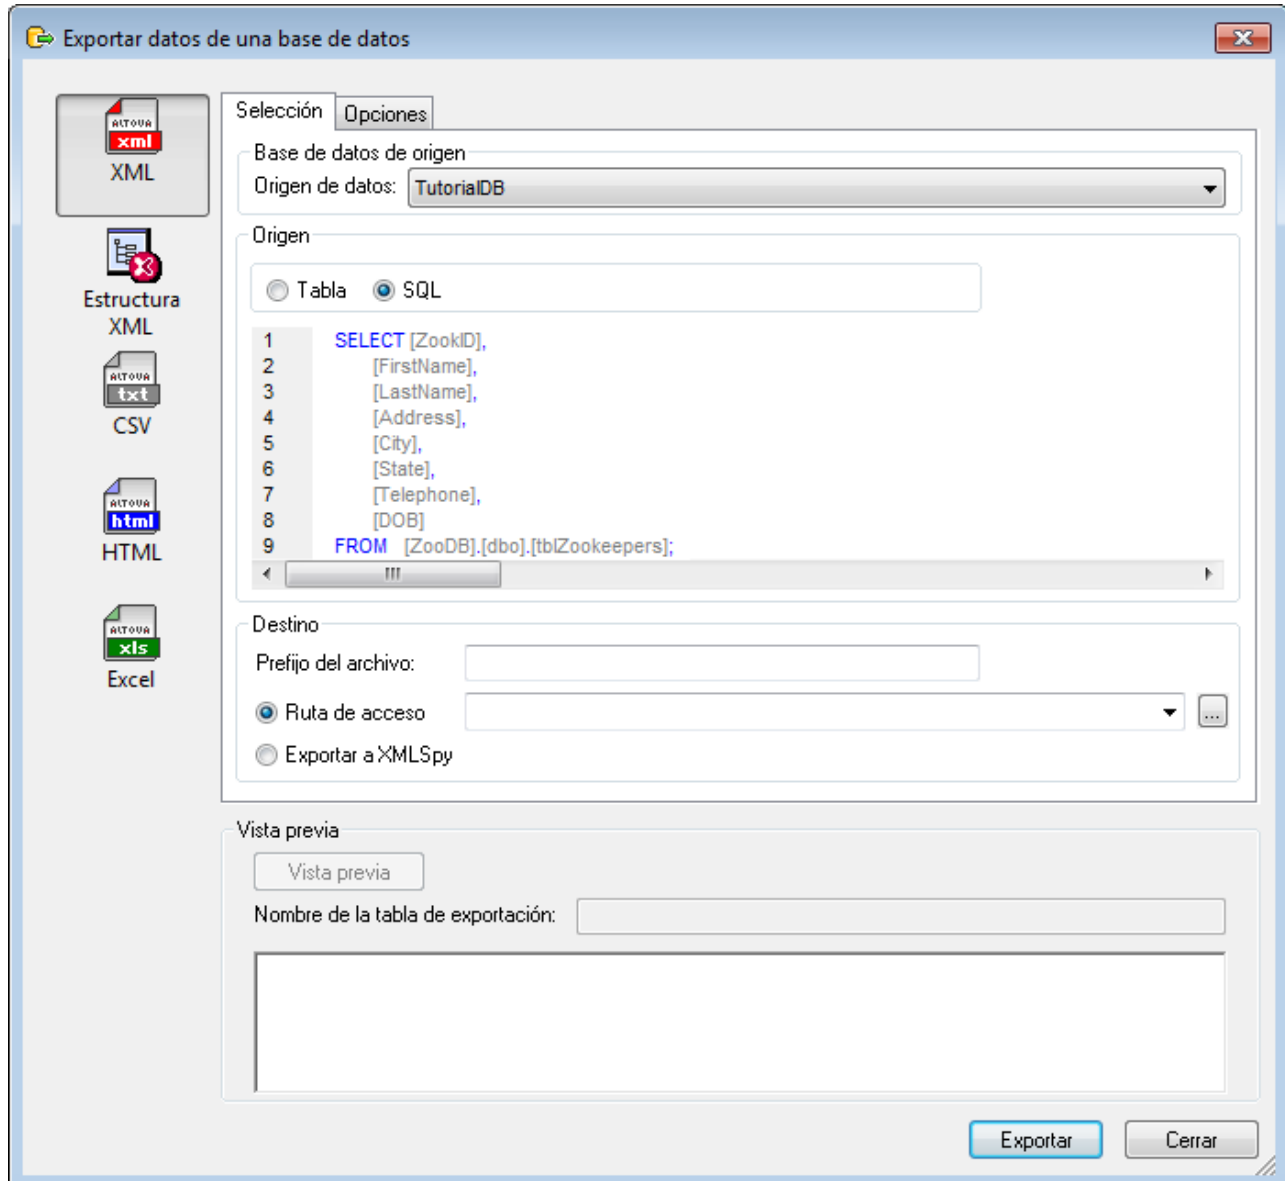 Exportar datos de una base de datos
ALTOVA
xml
XML
Estructura
XML
ALTOVA
txt
CSV
ALTOVA
html
HTML
ALTOVA
xls
Excel
Selección
Opciones
Base de datos de origen
Origen de datos: TutorialDB
Origen
Tabla SQL
1 SELECT [ZookID],
2 [FirstName],
3 [LastName],
4 [Address],
5 [City],
6 [State],
7 [Telephone],
8 [DOB]
9 FROM [ZooDB].[dbo].[tblZookeepers];
Destino
Prefijo del archivo:
Ruta de acceso
...
Exportar a XMLSpy
Vista previa
Vista previa
Nombre de la tabla de exportación:
Exportar
Cerrar